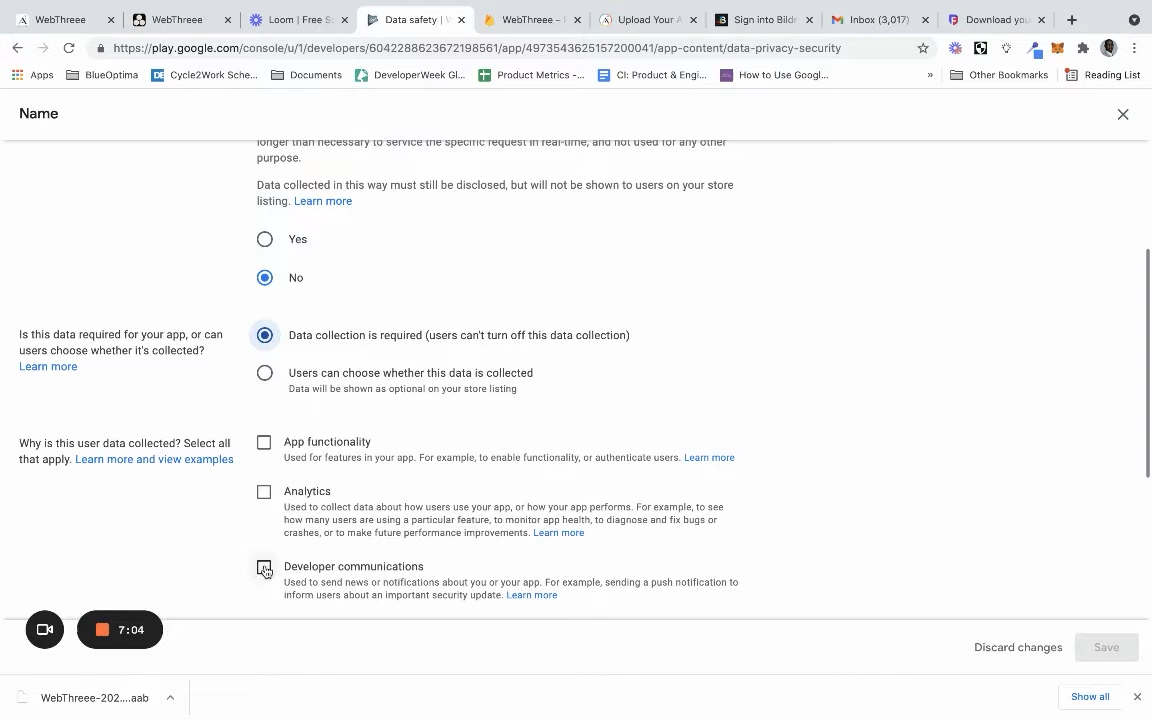 WebThreee
WebThreee
Loom | Free S
Data safety | W
WebThreee –
Upload Your A
Sign into Bildr
Inbox (3,017)
Download you
https://play.google.com/console/u/1/developers/6042288623672198561/app/4973543625157200041/app-content/data-privacy-security
Apps
BlueOptima
Cycle2Work Sche...
Documents
DeveloperWeek Gl...
Product Metrics -...
CI: Product & Engi...
How to Use Googl...
»
Other Bookmarks
Reading List
Name
longer than necessary to service the specific request in real-time, and not used for any other
purpose.
Data collected in this way must still be disclosed, but will not be shown to users on your store
listing. Learn more
Yes
No
Is this data required for your app, or can
users choose whether it's collected?
Learn more
Data collection is required (users can't turn off this data collection)
Users can choose whether this data is collected
Data will be shown as optional on your store listing
Why is this user data collected? Select all
that apply. Learn more and view examples
App functionality
Used for features in your app. For example, to enable functionality, or authenticate users. Learn more
Analytics
Used to collect data about how users use your app, or how your app performs. For example, to see
how many users are using a particular feature, to monitor app health, to diagnose and fix bugs or
crashes, or to make future performance improvements. Learn more
Developer communications
Used to send news or notifications about you or your app. For example, sending a push notification to
inform users about an important security update. Learn more
7:04
Discard changes
Save
WebThreee-202....aab
Show all